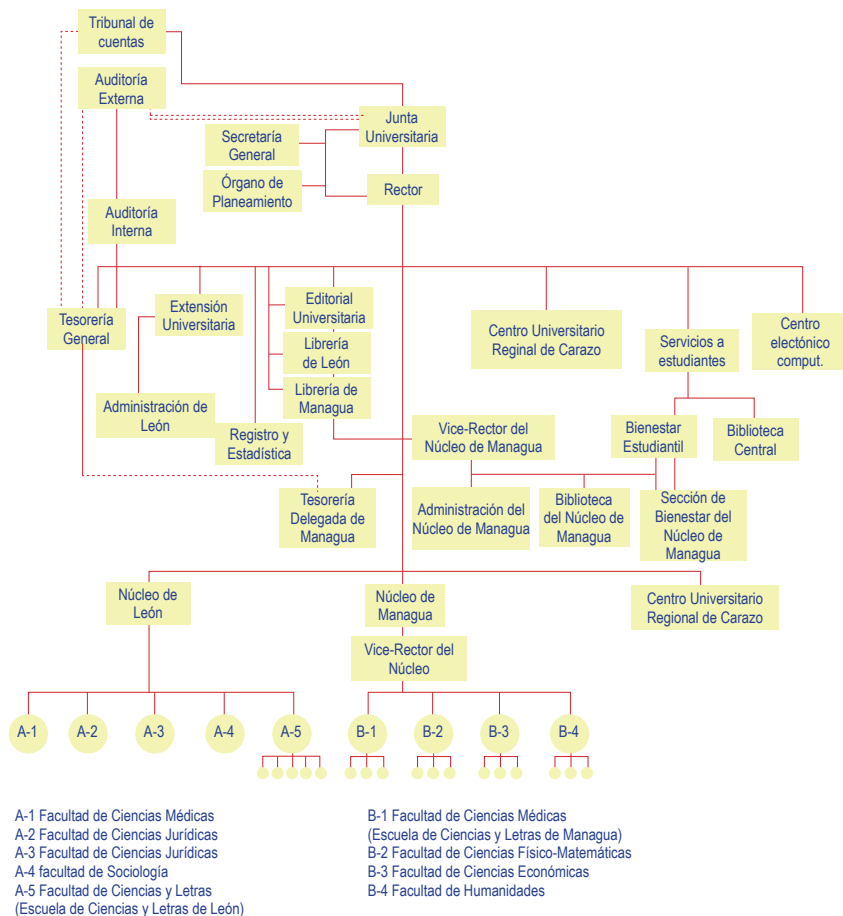 Tribunal de
cuentas
Auditoría
Externa
Junta
Universitaria
Secretaría
General
Órgano de
Planeamiento
Rector
Auditoría
Interna
Tesorería
General
Extensión
Universitaria
Editorial
Universitaria
Librería
de León
Librería de
Managua
Centro Universitario
Reginal de Carazo
Servicios a
estudiantes
Centro
electónico
comput.
Administración de
León
Registro y
Estadística
Vice-Rector del
Núcleo de Managua
Bienestar
Estudiantil
Biblioteca
Central
Tesorería
Delegada de
Managua
Administración del
Núcleo de Managua
Biblioteca
del Núcleo de
Managua
Sección de
Bienestar del
Núcleo de
Managua
Núcleo de
León
Núcleo de
Managua
Centro Universitario
Regional de Carazo
Vice-Rector del
Núcleo
A-1
A-2
A-3
A-4
A-5
B-1
B-2
B-3
B-4
A-1 Facultad de Ciencias Médicas
A-2 Facultad de Ciencias Jurídicas
A-3 Facultad de Ciencias Jurídicas
A-4 facultad de Sociología
A-5 Facultad de Ciencias y Letras
(Escuela de Ciencias y Letras de León)
B-1 Facultad de Ciencias Médicas
(Escuela de Ciencias y Letras de Managua)
B-2 Facultad de Ciencias Físico-Matemáticas
B-3 Facultad de Ciencias Económicas
B-4 Facultad de Humanidades